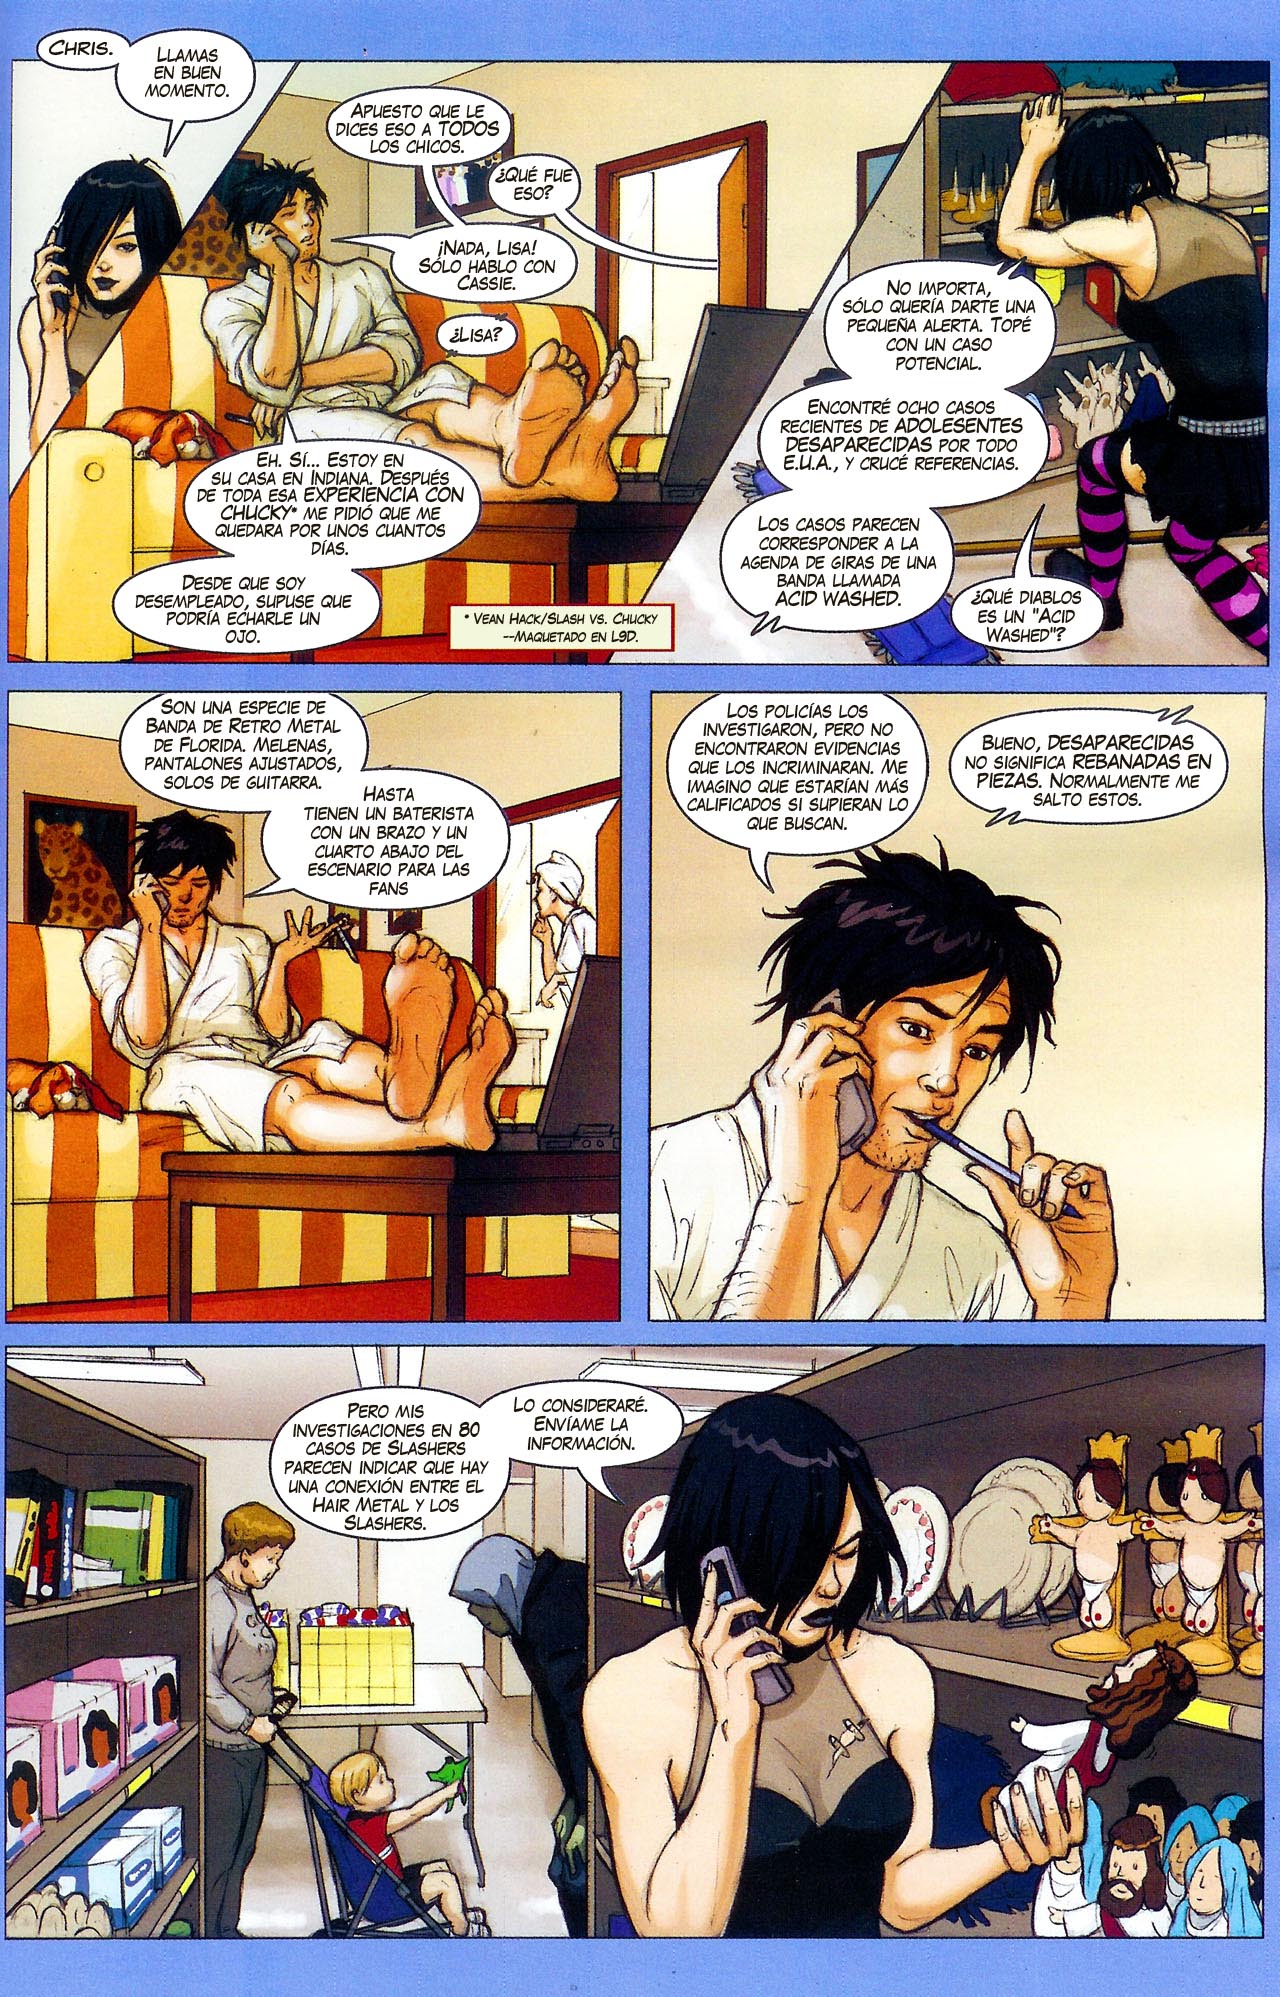 CHRIS.
LLAMAS
EN BUEN
MOMENTO.
APUESTO QUE LE
DICES ESO A TODOS
LOS CHICOS.
¿QUÉ FUE
ESO?
¡NADA, LISA!
SÓLO HABLO CON
CASSIE.
¿LISA?
EH. SÍ... ESTOY EN
SU CASA EN INDIANA. DESPUÉS
DE TODA ESA EXPERIENCIA CON
CHUCKY* ME PIDIÓ QUE ME
QUEDARA POR UNOS CUANTOS
DÍAS.
DESDE QUE SOY
DESEMPLEADO, SUPUSE QUE
PODRÍA ECHARLE UN
OJO.
* VEAN HACK/SLASH VS. CHUCKY
--MAQUETADO EN L9D.
NO IMPORTA,
SÓLO QUERÍA DARTE UNA
PEQUEÑA ALERTA. TOPÉ
CON UN CASO
POTENCIAL.
ENCONTRÉ OCHO CASOS
RECIENTES DE ADOLESENTES
DESAPARECIDAS POR TODO
E.U.A., Y CRUCÉ REFERENCIAS.
LOS CASOS PARECEN
CORRESPONDER A LA
AGENDA DE GIRAS DE UNA
BANDA LLAMADA
ACID WASHED.
¿QUÉ DIABLOS
ES UN "ACID
WASHED"?
SON UNA ESPECIE DE
BANDA DE RETRO METAL
DE FLORIDA. MELENAS,
PANTALONES AJUSTADOS,
SOLOS DE GUITARRA.
HASTA
TIENEN UN BATERISTA
CON UN BRAZO Y UN
CUARTO ABAJO DEL
ESCENARIO PARA LAS
FANS
LOS POLICÍAS LOS
INVESTIGARON, PERO NO
ENCONTRARON EVIDENCIAS
QUE LOS INCRIMINARAN. ME
IMAGINO QUE ESTARÍAN MÁS
CALIFICADOS SI SUPIERAN LO
QUE BUSCAN.
BUENO, DESAPARECIDAS
NO SIGNIFICA REBANADAS EN
PIEZAS. NORMALMENTE ME
SALTO ESTOS.
PERO MIS
INVESTIGACIONES EN 80
CASOS DE SLASHERS
PARECEN INDICAR QUE HAY
UNA CONEXIÓN ENTRE EL
HAIR METAL Y LOS
SLASHERS.
LO CONSIDERARÉ.
ENVÍAME LA
INFORMACIÓN.